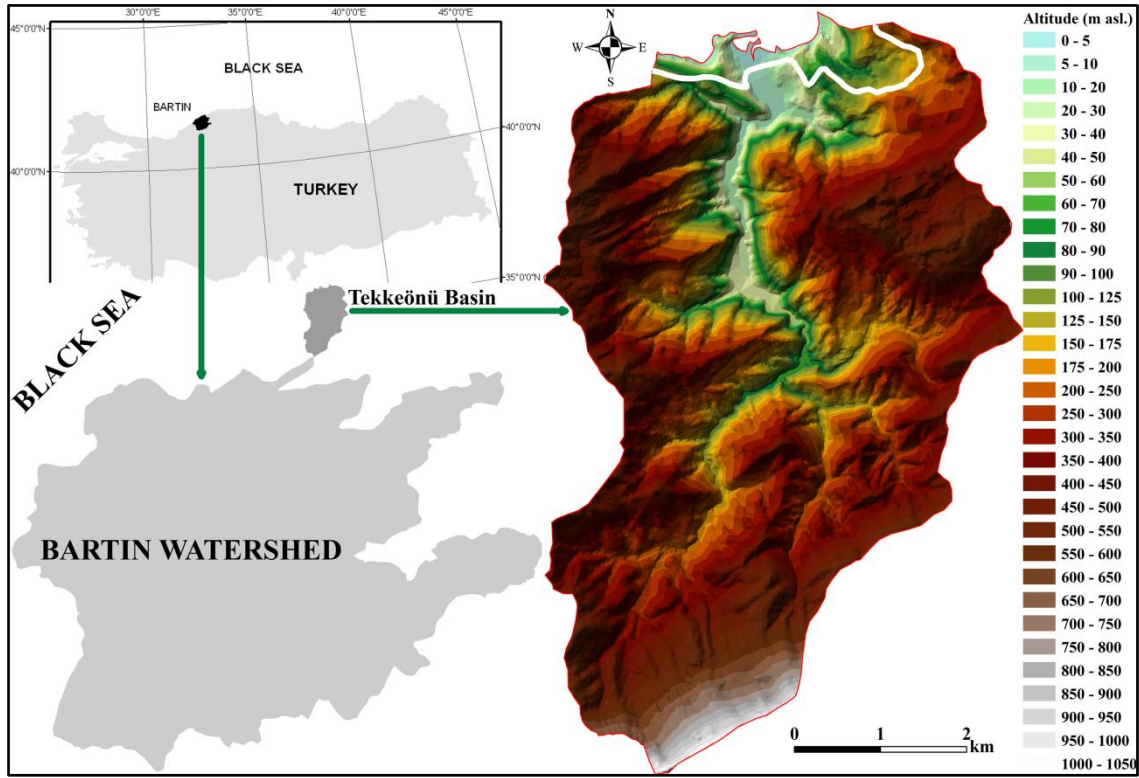 30°0'0"E 35°0'0"E 40°0'0"E 45°0'0"E
45°0'0"N
BLACK SEA
BARTIN
40°0'0"N
40°0'0"N
TURKEY
35°0'0"N
BLACK SEA
Tekkeönü Basin
BARTIN WATERSHED
N
W E
S
0 1 2
km
Altitude (m asl.)
0 - 5
5 - 10
10 - 20
20 - 30
30 - 40
40 - 50
50 - 60
60 - 70
70 - 80
80 - 90
90 - 100
100 - 125
125 - 150
150 - 175
175 - 200
200 - 250
250 - 300
300 - 350
350 - 400
400 - 450
450 - 500
500 - 550
550 - 600
600 - 650
650 - 700
700 - 750
750 - 800
800 - 850
850 - 900
900 - 950
950 - 1000
1000 - 1050